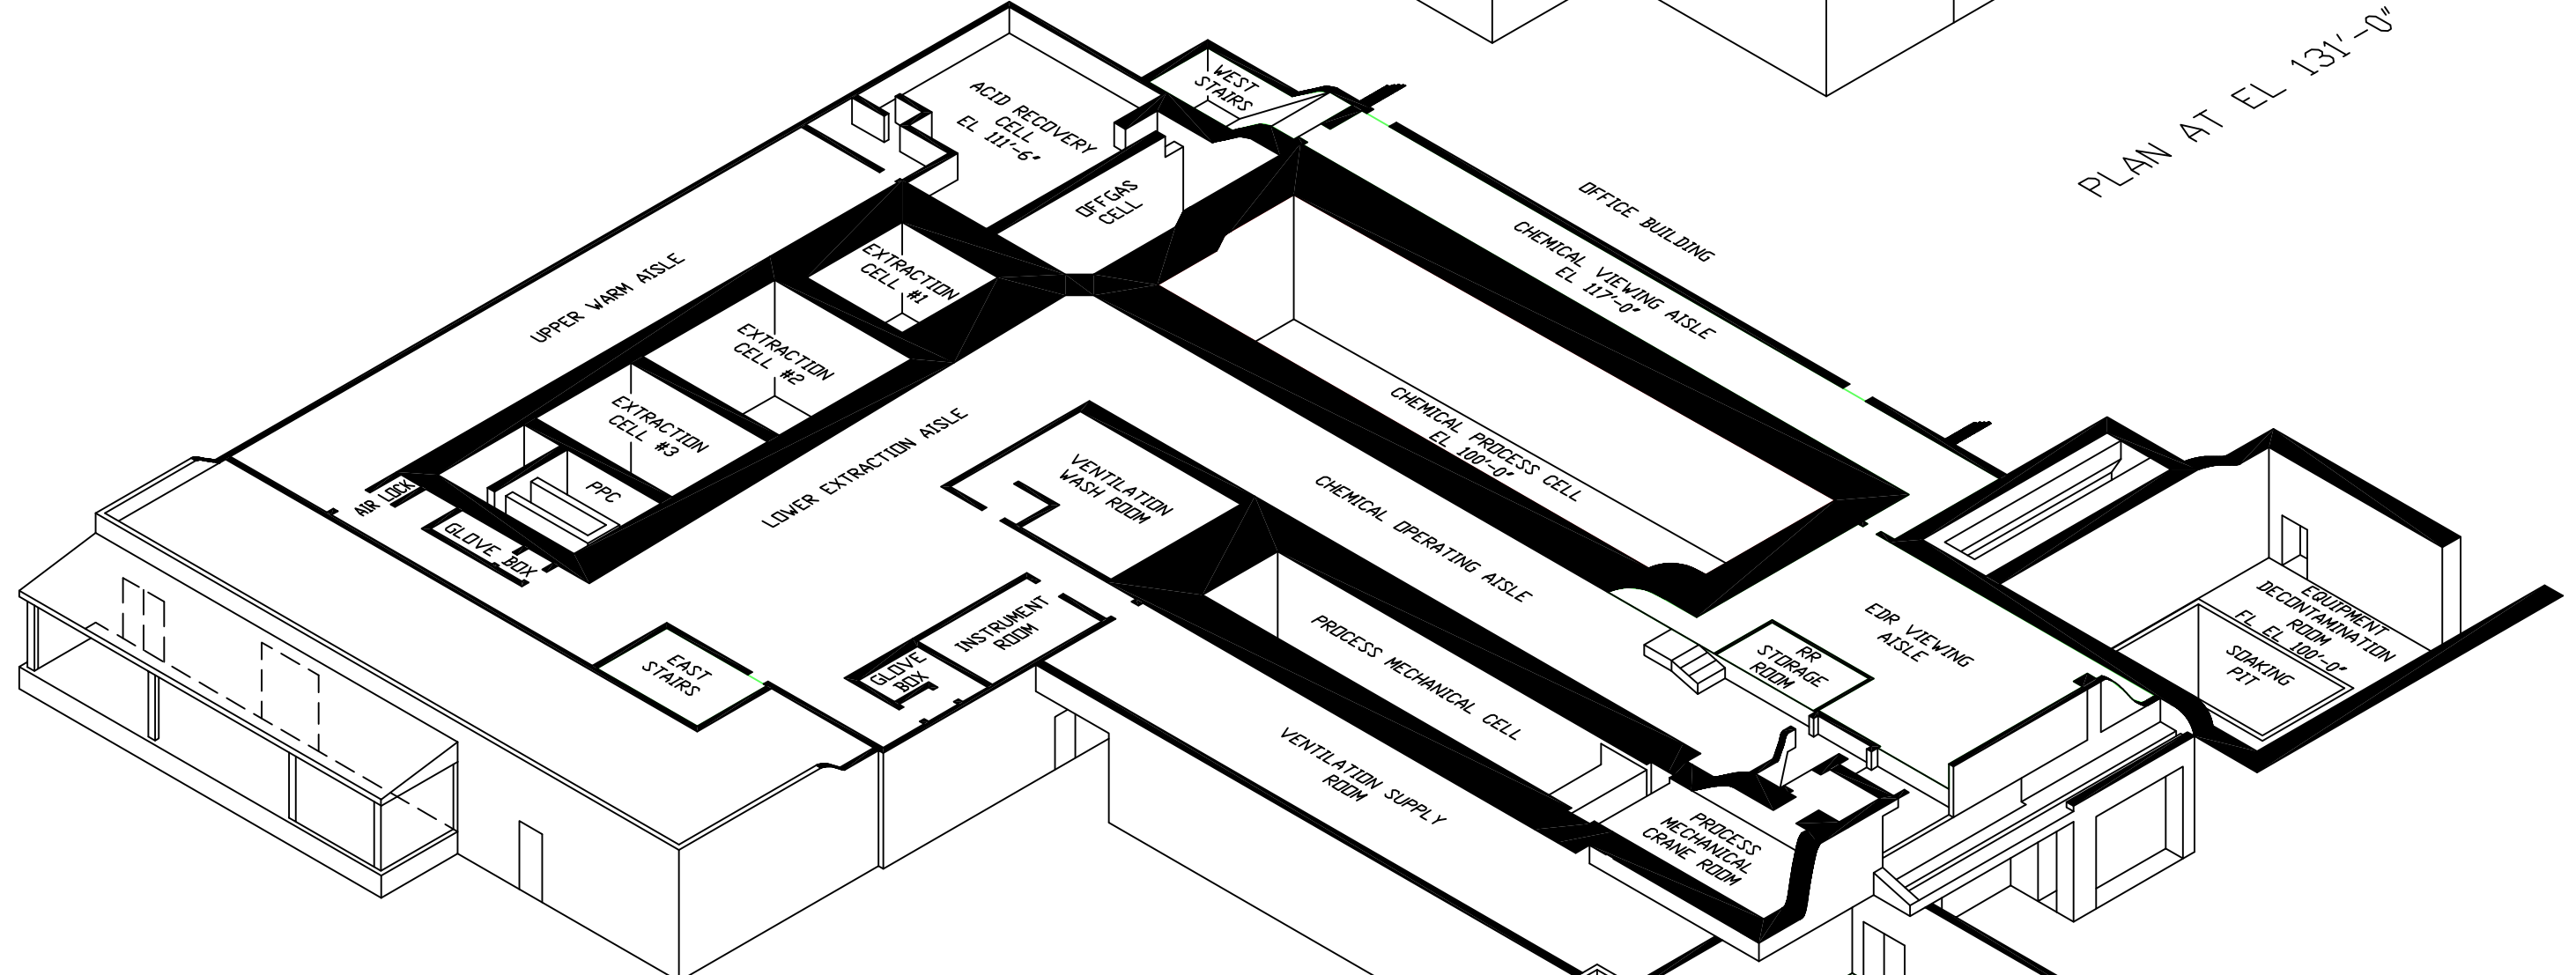 PLAN AT EL 131'-0"
WEST
STAIRS
ACID RECOVERY
CELL
EL 111'-6"
OFFGAS
CELL
OFFICE BUILDING
CHEMICAL VIEWING AISLE
EL 117'-0"
UPPER WARM AISLE
EXTRACTION
CELL #1
EXTRACTION
CELL #2
EXTRACTION
CELL #3
PPC
AIR LOCK
GLOVE BOX
LOWER EXTRACTION AISLE
CHEMICAL PROCESS CELL
EL 100'-0"
VENTILATION
WASH ROOM
CHEMICAL OPERATING AISLE
EAST
STAIRS
INSTRUMENT
ROOM
GLOVE
BOX
PROCESS MECHANICAL CELL
VENTILATION SUPPLY
ROOM
RR
STORAGE
ROOM
EDR VIEWING
AISLE
EQUIPMENT
DECONTAMINATION
ROOM
FL EL 100'-0"
SOAKING
PIT
PROCESS
MECHANICAL
CRANE ROOM